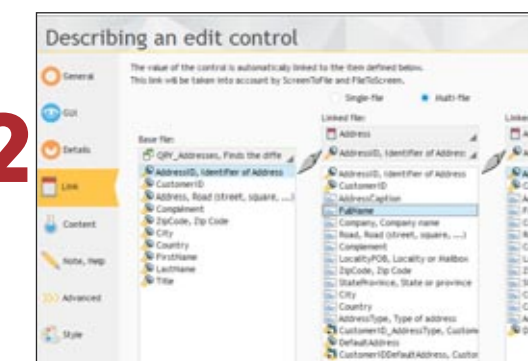 Describing an edit control
The value of the control is automatically linked to the item defined below.
This link will be taken into account by ScreenToFile and FileToScreen.
Single-file
Multi-file
2
General
GUI
Details
Link
Content
Note, Help
Advanced
Style
Base file:
QRY_Addresses, Finds the diffe
AddressID, Identifier of Address
CustomerID
Address, Road (street, square, ...)
Complement
ZipCode, Zip Code
City
Country
FirstName
LastName
Title
Linked file:
Address
AddressID, Identifier of Address
AddressID, Identifier of Address
CustomerID
AddressCaption
FullName
Company, Company name
Road, Road (street, square, ...)
Complement
LocalityPOB, Locality or Mailbox
ZipCode, Zip Code
StateProvince, State or province
City
Country
AddressType, Type of address
CustomerID_AddressType, Custom
DefaultAddress
CustomerIDDefaultAddress, Custor
Linke